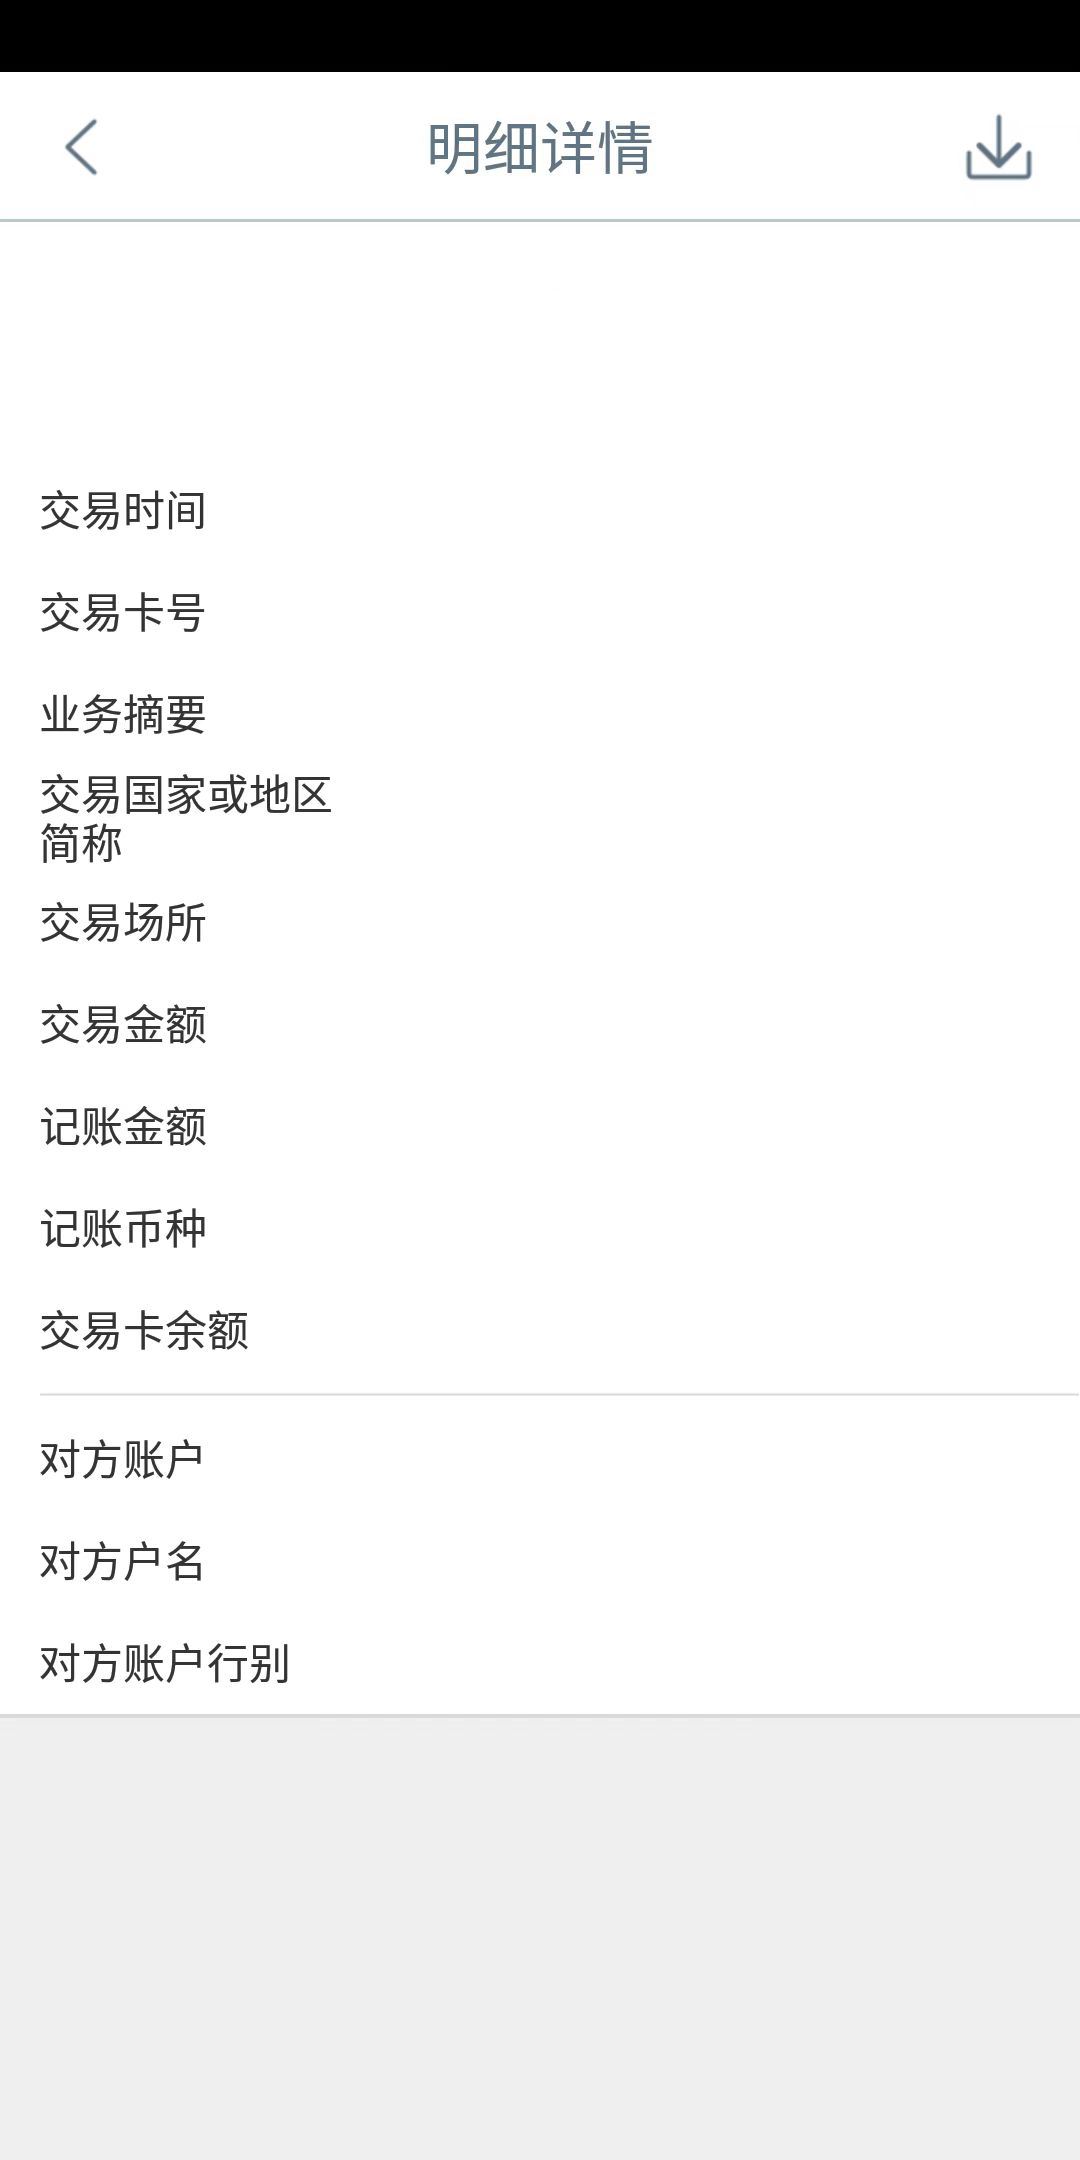 明细详情
交易时间
交易卡号
业务摘要
交易国家或地区
简称
交易场所
交易金额
记账金额
记账币种
交易卡余额
对方账户
对方户名
对方账户行别